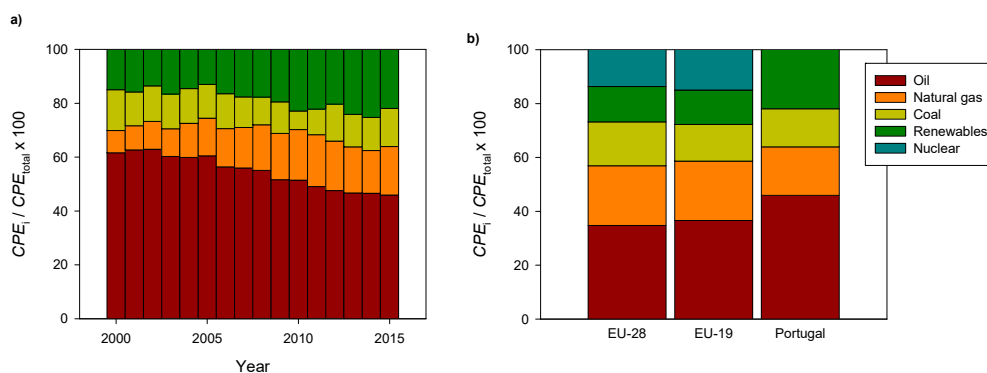 a)
100
80
60
40
20
0
CPEi / CPEtotal x 100
2000
2005
2010
2015
Year
b)
100
80
60
40
20
0
CPEi / CPEtotal x 100
EU-28
EU-19
Portugal
Oil
Natural gas
Coal
Renewables
Nuclear